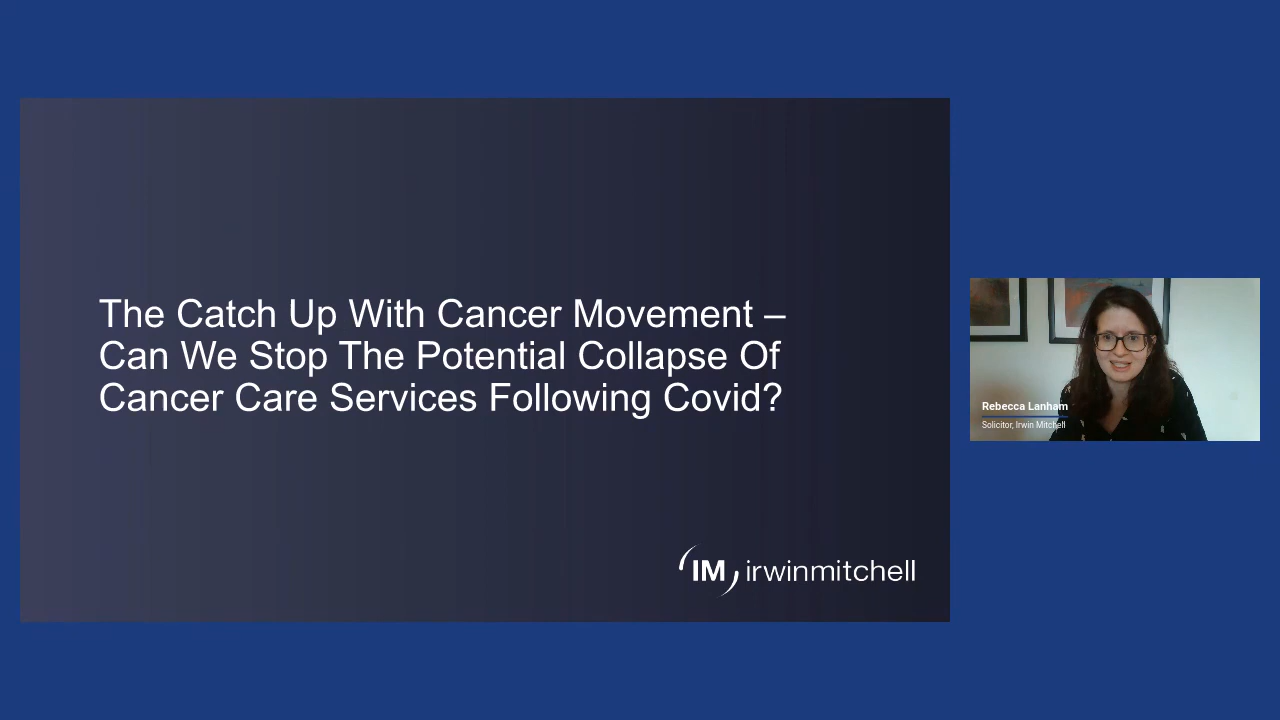 The Catch Up With Cancer Movement –
Can We Stop The Potential Collapse Of
Cancer Care Services Following Covid?
IM irwinmitchell
Rebecca Lanham
Solicitor, Irwin Mitchell